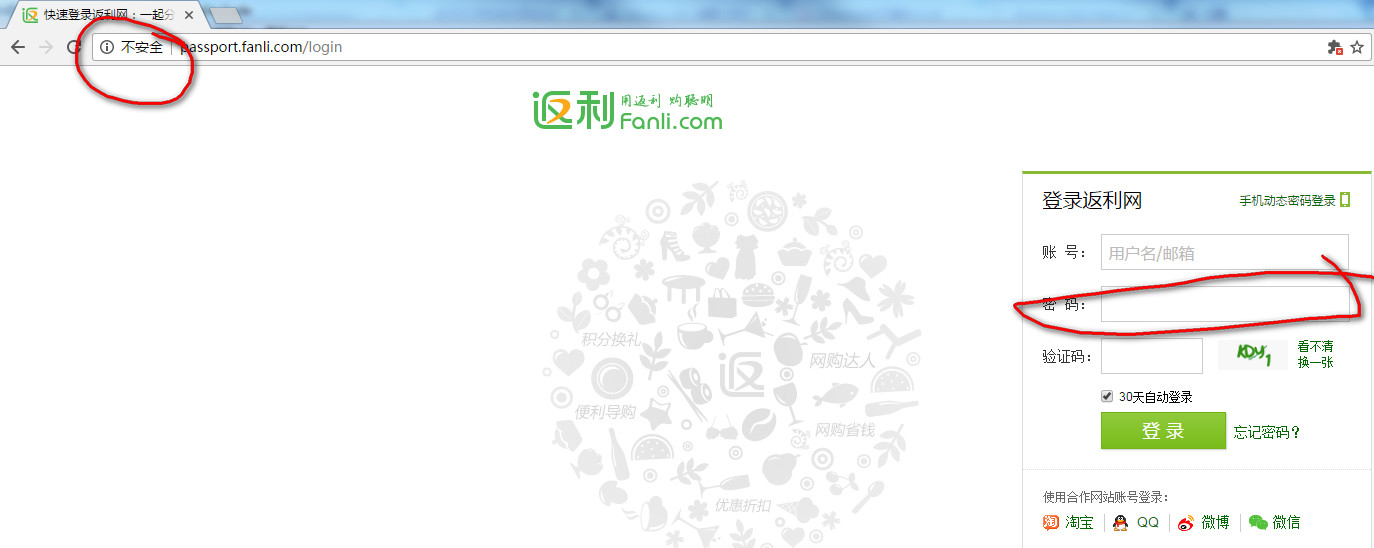 快速登录返利网：一起分
不安全 passport.fanli.com/login
返利 用返利 购聪明
Fanli.com
登录返利网 手机动态密码登录
账 号： 用户名/邮箱
密 码：
验证码： KDY1 看不清
换一张
30天自动登录
登 录 忘记密码？
使用合作网站账号登录：
淘 淘宝 QQ 微博 微信
积分换礼
网购达人
返
便利导购
网购省钱
优惠折扣